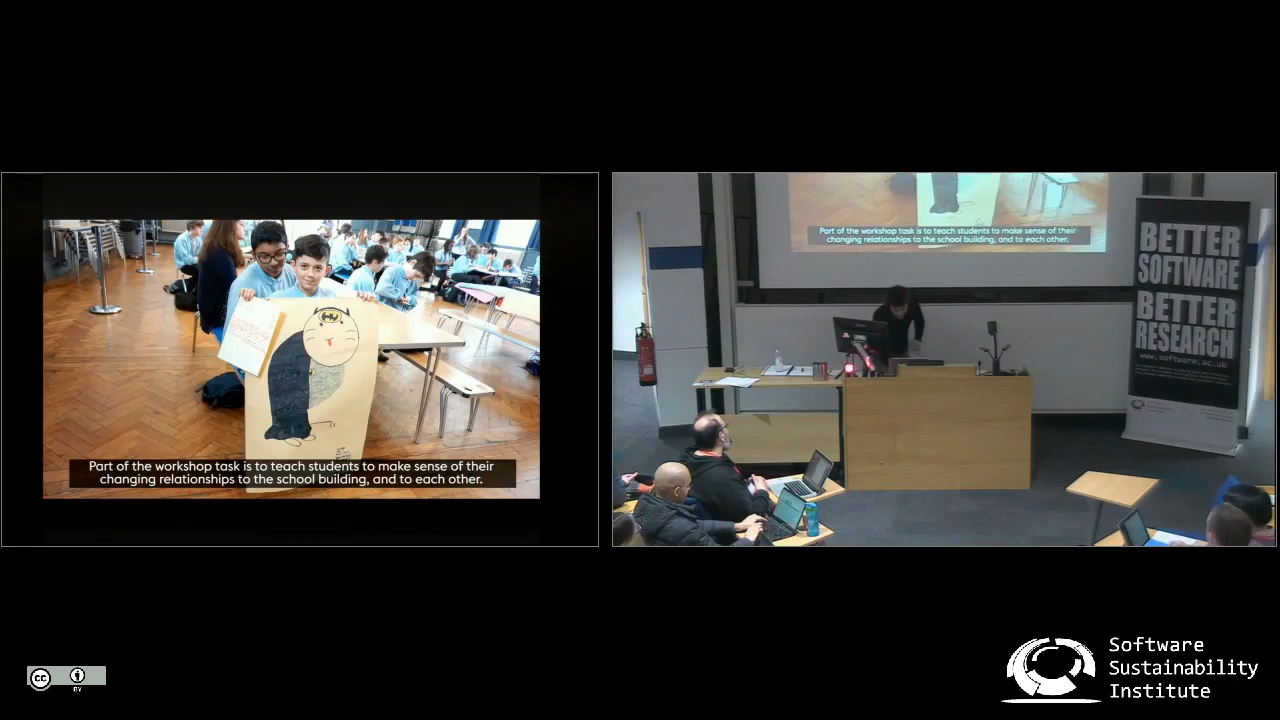 Part of the workshop task is to teach students to make sense of their
changing relationships to the school building, and to each other.
Part of the workshop task is to teach students to make sense of their
changing relationships to the school building, and to each other.
BETTER
SOFTWARE
BETTER
RESEARCH
www.software.ac.uk
cc
BY
Software
Sustainability
Institute